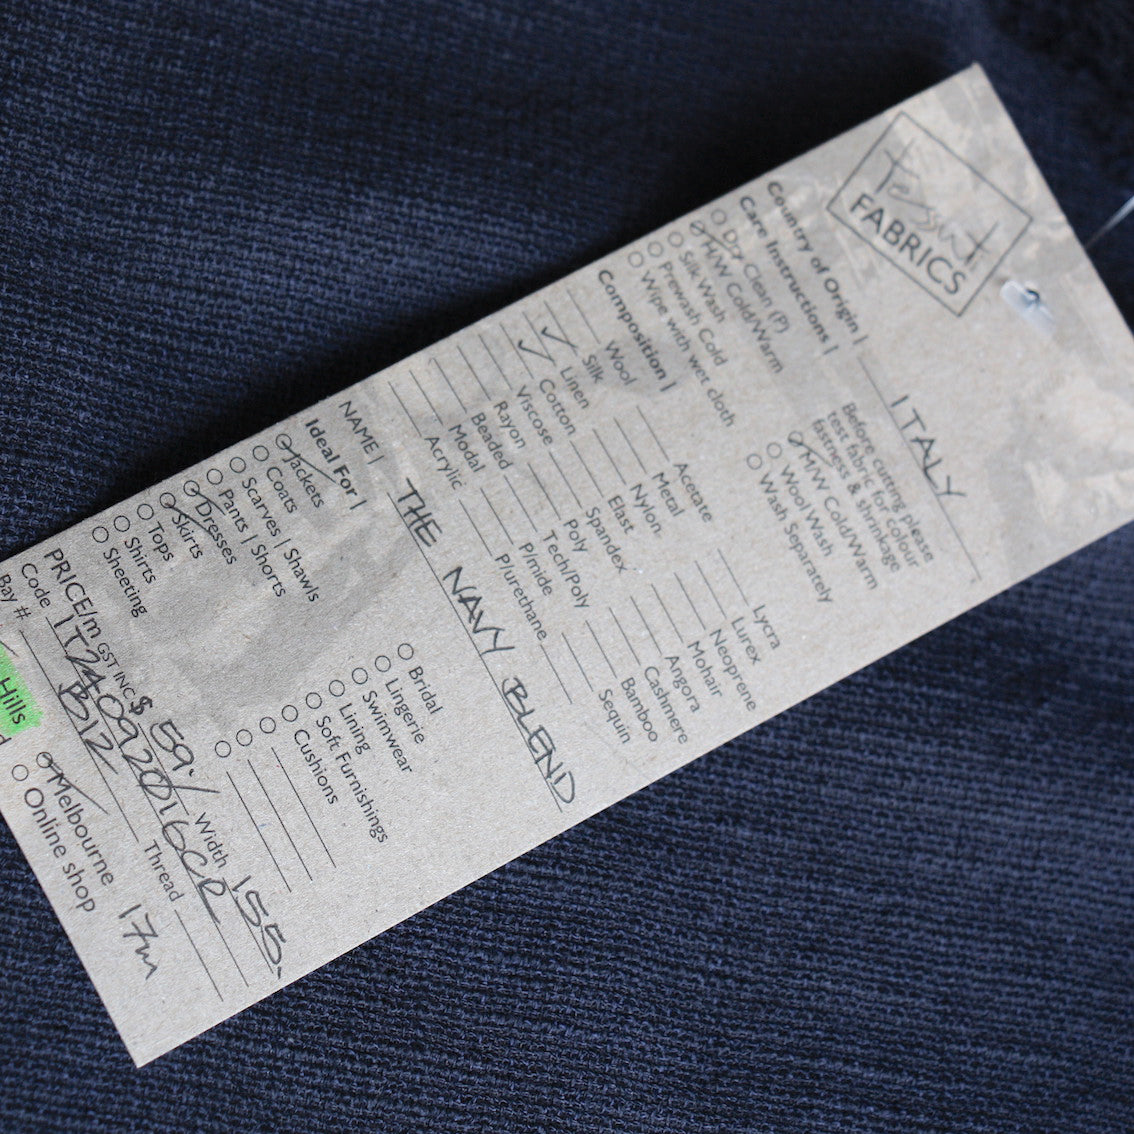 Tessuti
FABRICS
Country of Origin | ITALY
Care Instructions |
Dry Clean (P)
H/W Cold/Warm
Silk Wash
Prewash Cold
Wipe with wet cloth
Before cutting please
test fabric for colour
fastness & shrinkage
M/W Cold/Warm
Wool Wash
Wash Separately
Composition |
Wool
Silk
Linen
Cotton
Viscose
Rayon
Beaded
Modal
Acrylic
Acetate
Metal
Nylon
Elast
Spandex
Poly
Tech/Poly
P/mide
P/urethane
Lycra
Lurex
Neoprene
Mohair
Angora
Cashmere
Bamboo
Sequin
NAME | THE NAVY BLEND
Ideal For |
Jackets
Coats
Scarves | Shawls
Pants | Shorts
Dresses
Skirts
Tops
Shirts
Sheeting
Bridal
Lingerie
Swimwear
Lining
Soft Furnishings
Cushions
PRICE/m GST INC $ 59./ Width 155.
Code IT24092016CR
Bay # B12 Thread
Hills
Melbourne 17m
Online shop